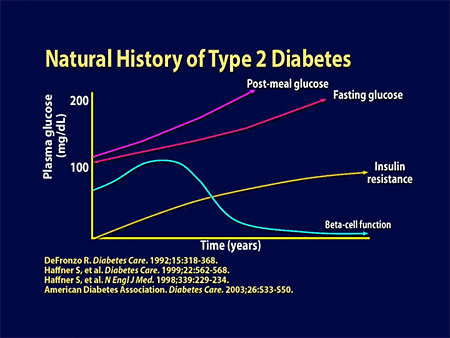 Natural History of Type 2 Diabetes
Post-meal glucose
Fasting glucose
200
Plasma glucose
(mg/dL)
100
Insulin
resistance
Beta-cell function
Time (years)
DeFronzo R. Diabetes Care. 1992;15:318-368.
Haffner S, et al. Diabetes Care. 1999;22:562-568.
Haffner S, et al. N Engl J Med. 1998;339:229-234.
American Diabetes Association. Diabetes Care. 2003;26:S33-S50.